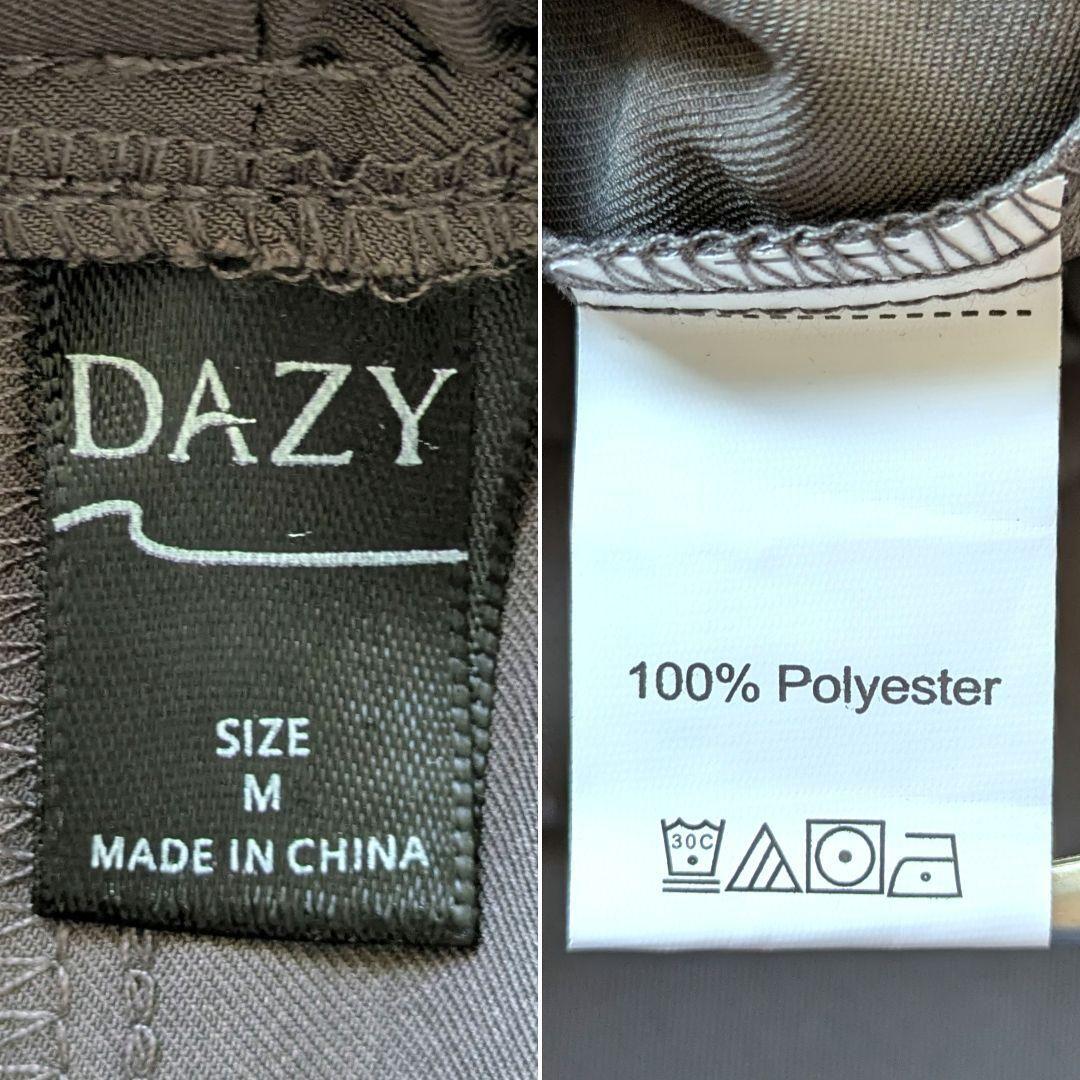 DAZY
SIZE
M
MADE IN CHINA
100% Polyester
30C